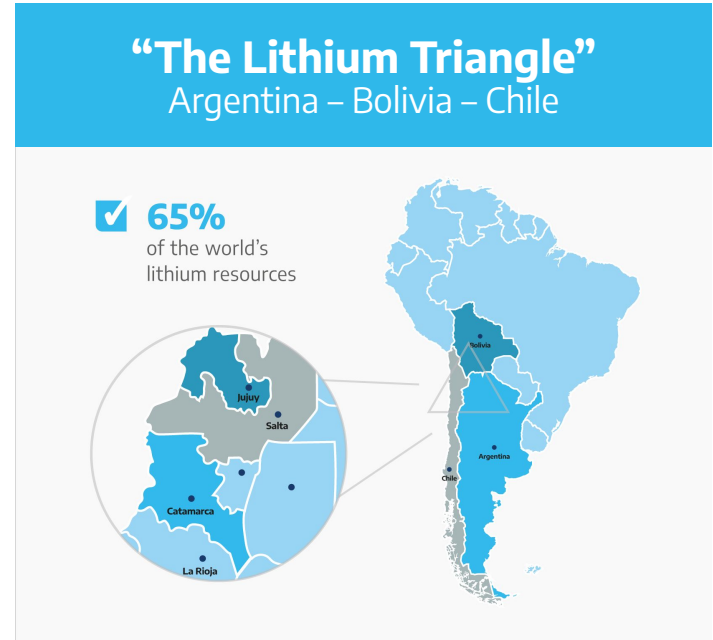 “The Lithium Triangle”
Argentina – Bolivia – Chile
65%
of the world’s
lithium resources
Bolivia
Jujuy
Salta
Argentina
Chile
Catamarca
La Rioja